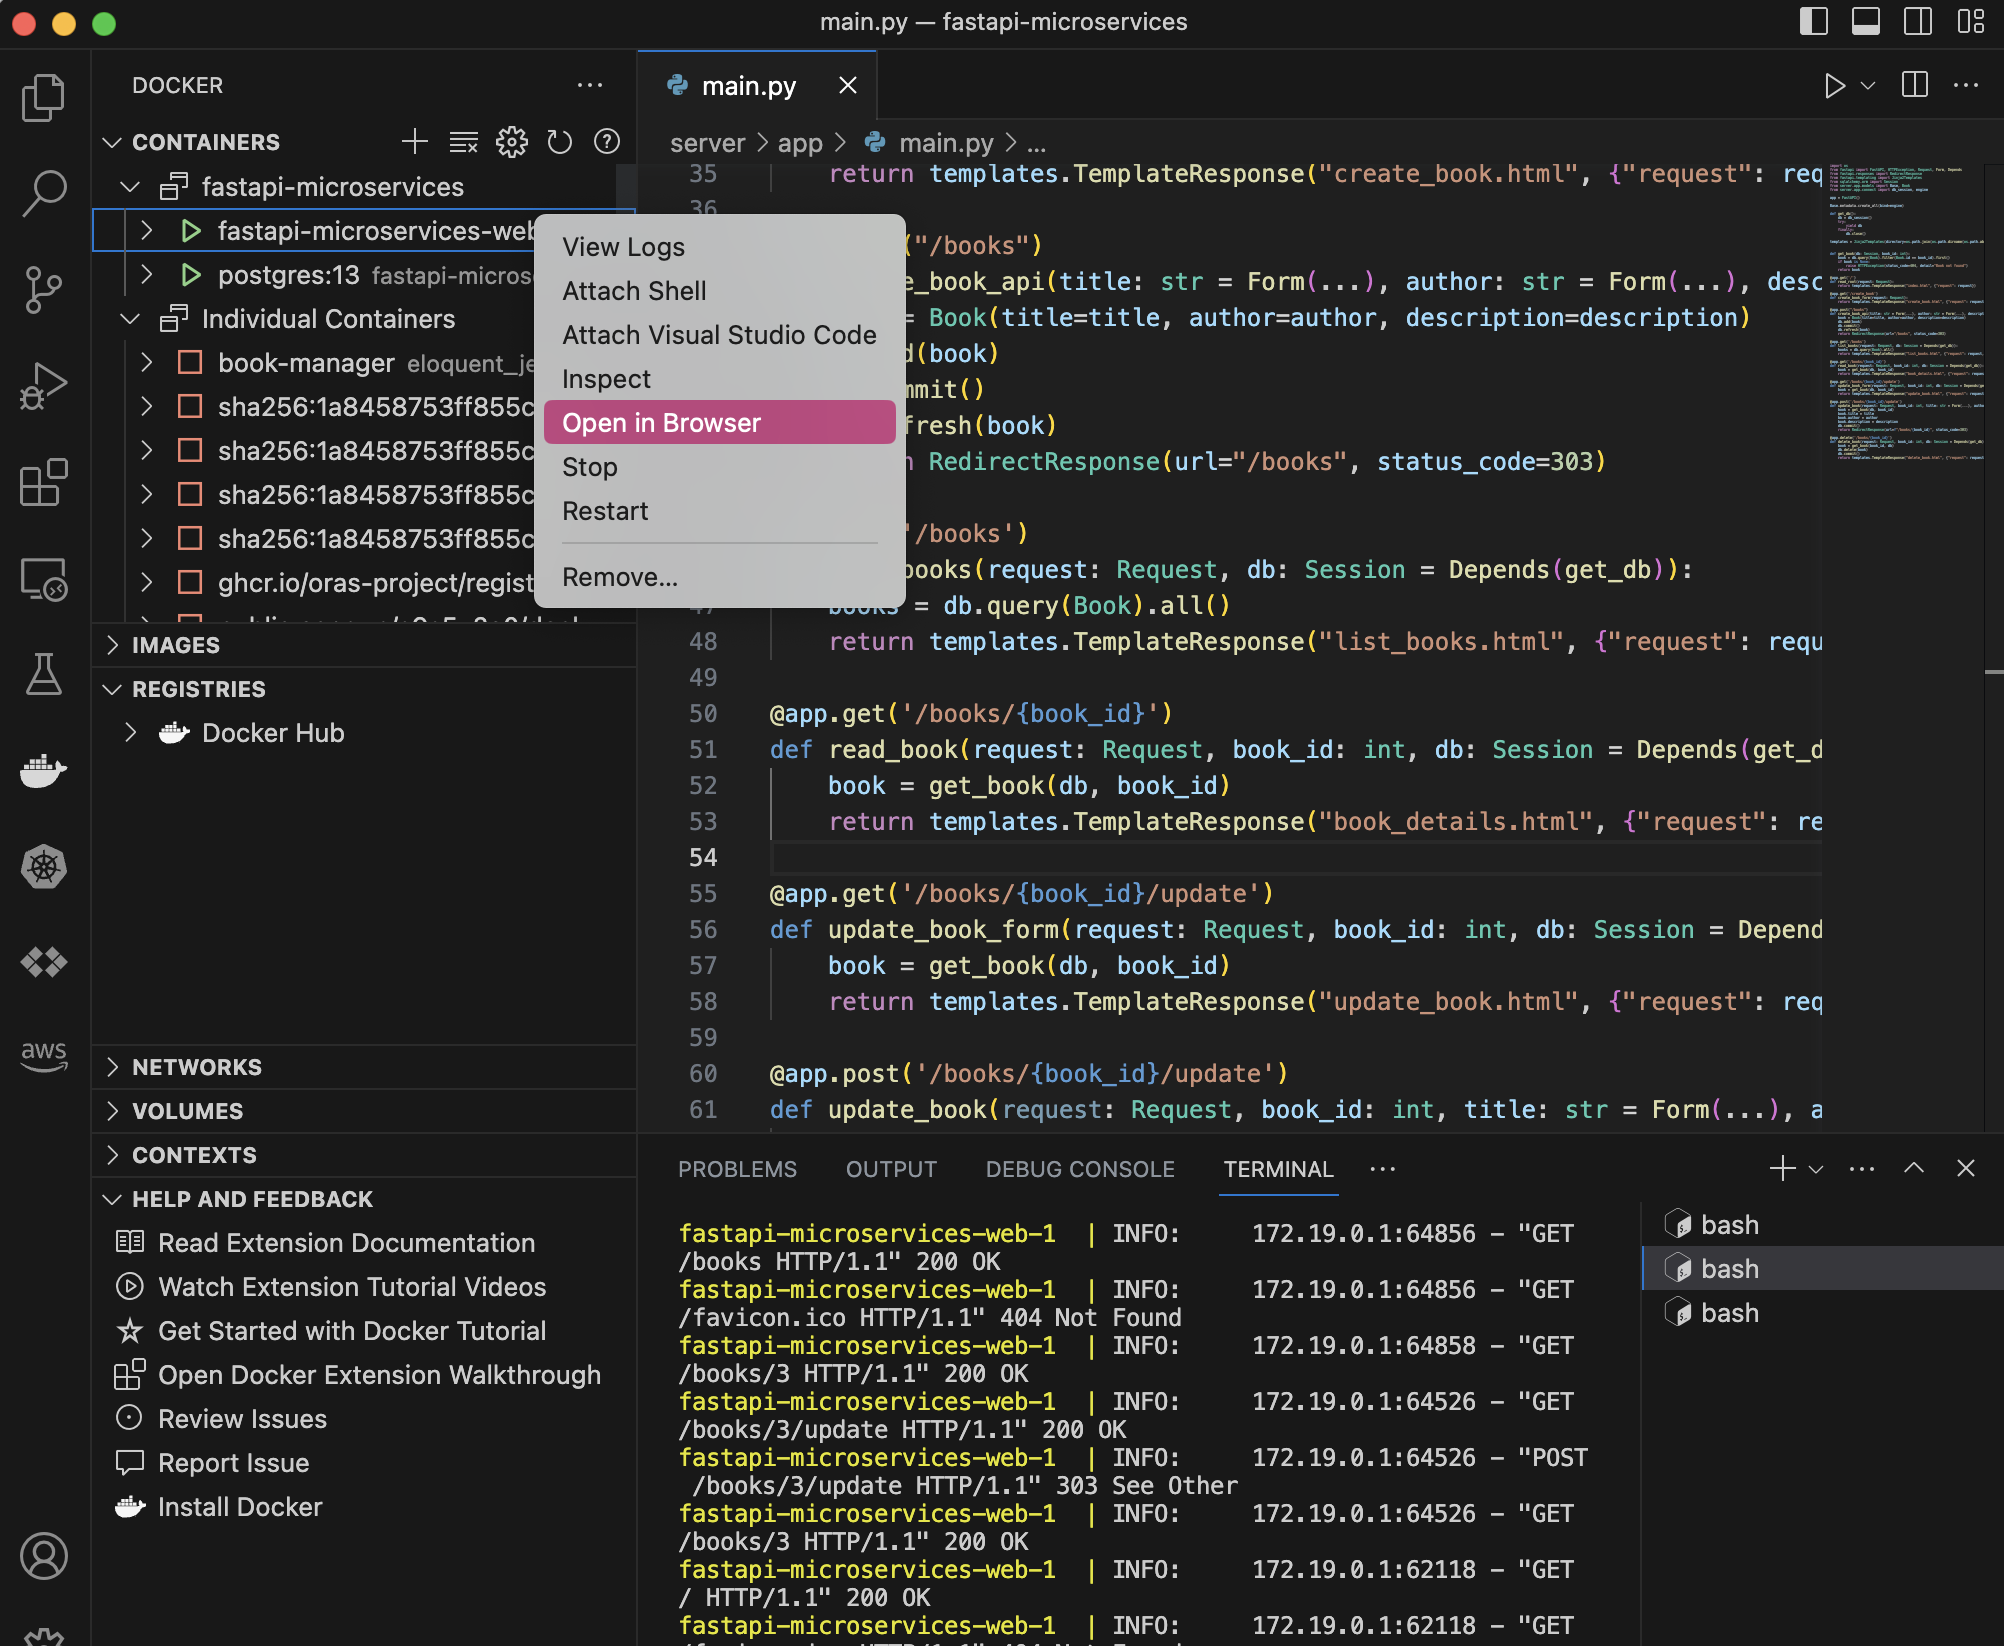 main.py — fastapi-microservices
DOCKER
CONTAINERS
fastapi-microservices
fastapi-microservices-web
postgres:13 fastapi-micros
Individual Containers
book-manager eloquent_je
sha256:1a8458753ff855c
sha256:1a8458753ff855c
sha256:1a8458753ff855c
sha256:1a8458753ff855c
ghcr.io/oras-project/regist
IMAGES
REGISTRIES
Docker Hub
aws
NETWORKS
VOLUMES
CONTEXTS
HELP AND FEEDBACK
Read Extension Documentation
Watch Extension Tutorial Videos
Get Started with Docker Tutorial
Open Docker Extension Walkthrough
Review Issues
Report Issue
Install Docker
View Logs
Attach Shell
Attach Visual Studio Code
Inspect
Open in Browser
Stop
Restart
Remove...
main.py
server > app > main.py > ...
35 return templates.TemplateResponse("create_book.html", {"request": req
36
("/books")
e_book_api(title: str = Form(...), author: str = Form(...), desc
= Book(title=title, author=author, description=description)
d(book)
mmit()
fresh(book)
n RedirectResponse(url="/books", status_code=303)
'/books')
books(request: Request, db: Session = Depends(get_db)):
47 books = db.query(Book).all()
48 return templates.TemplateResponse("list_books.html", {"request": requ
49
50 @app.get('/books/{book_id}')
51 def read_book(request: Request, book_id: int, db: Session = Depends(get_d
52 book = get_book(db, book_id)
53 return templates.TemplateResponse("book_details.html", {"request": re
54
55 @app.get('/books/{book_id}/update')
56 def update_book_form(request: Request, book_id: int, db: Session = Depend
57 book = get_book(db, book_id)
58 return templates.TemplateResponse("update_book.html", {"request": req
59
60 @app.post('/books/{book_id}/update')
61 def update_book(request: Request, book_id: int, title: str = Form(...), a
PROBLEMS OUTPUT DEBUG CONSOLE TERMINAL
fastapi-microservices-web-1 | INFO: 172.19.0.1:64856 - "GET
/books HTTP/1.1" 200 OK
fastapi-microservices-web-1 | INFO: 172.19.0.1:64856 - "GET
/favicon.ico HTTP/1.1" 404 Not Found
fastapi-microservices-web-1 | INFO: 172.19.0.1:64858 - "GET
/books/3 HTTP/1.1" 200 OK
fastapi-microservices-web-1 | INFO: 172.19.0.1:64526 - "GET
/books/3/update HTTP/1.1" 200 OK
fastapi-microservices-web-1 | INFO: 172.19.0.1:64526 - "POST
/books/3/update HTTP/1.1" 303 See Other
fastapi-microservices-web-1 | INFO: 172.19.0.1:64526 - "GET
/books/3 HTTP/1.1" 200 OK
fastapi-microservices-web-1 | INFO: 172.19.0.1:62118 - "GET
/ HTTP/1.1" 200 OK
fastapi-microservices-web-1 | INFO: 172.19.0.1:62118 - "GET
bash
bash
bash